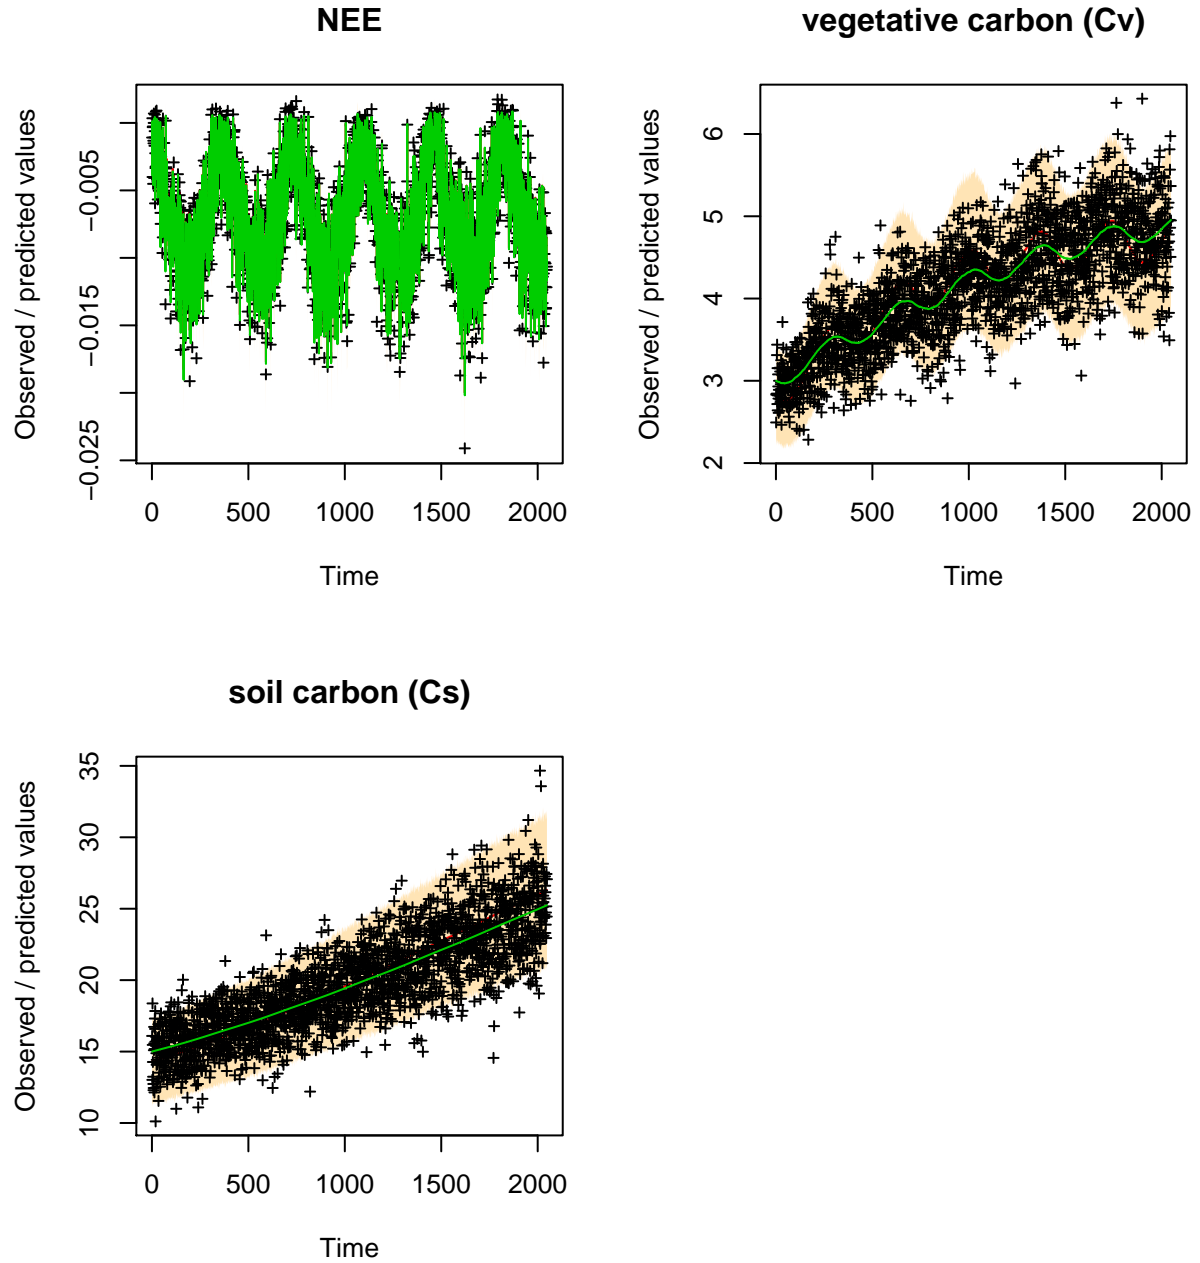 NEE
Observed / predicted values
−0.005
−0.015
−0.025
0 500 1000 1500 2000
Time
vegetative carbon (Cv)
Observed / predicted values
6
5
4
3
2
0 500 1000 1500 2000
Time
soil carbon (Cs)
Observed / predicted values
35
30
25
20
15
10
0 500 1000 1500 2000
Time